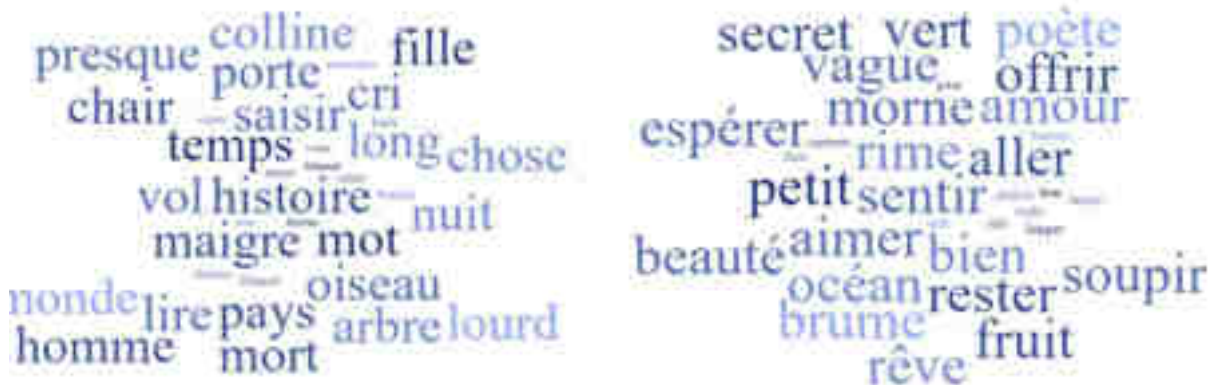 presque colline fille
porte
chair saisir cri
temps long chose
vol histoire nuit
maigre mot
oiseau
monde lire pays arbre lourd
homme mort
secret vert poète
vague offrir
espérer morne amour
rime aller
petit sentir
beauté aimer bien
océan rester soupir
brume fruit
rêve